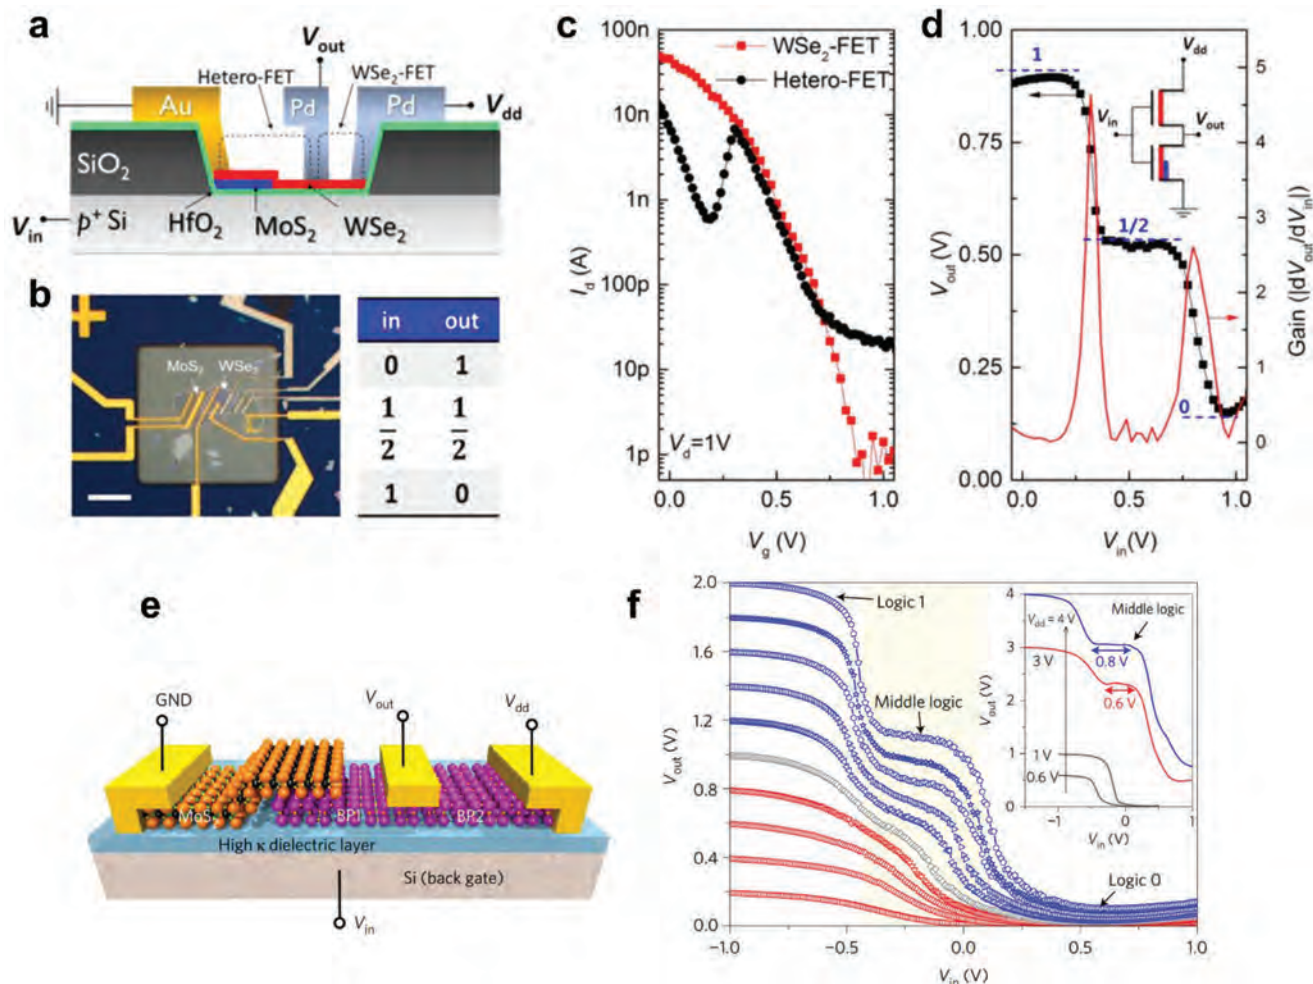 a
V_out
Hetero-FET
WSe₂-FET
Au
Pd
Pd
V_dd
SiO₂
V_in
p⁺ Si
HfO₂
MoS₂
WSe₂
b
MoS₂
WSe₂
in out
0 1
1/2 1/2
1 0
c
100n
10n
1n
100p
10p
1p
I_d (A)
WSe₂-FET
Hetero-FET
V_d=1V
0.0 0.5 1.0
V_g (V)
d
1.00
0.75
0.50
0.25
0.00
V_out (V)
1
1/2
0
V_dd
V_in
V_out
5
4
3
2
1
0
Gain (|dV_out/dV_in|)
0.0 0.5 1.0
V_in(V)
e
GND
V_out
V_dd
MoS₂
BP1
BP2
High κ dielectric layer
Si (back gate)
V_in
f
2.0
1.6
1.2
0.8
0.4
0.0
V_out (V)
Logic 1
Middle logic
Logic 0
−1.0 −0.5 0.0 0.5 1.0
V_in (V)
4
3
2
1
0
V_out (V)
Middle logic
V_dd = 4 V
0.8 V
3 V
0.6 V
1 V
0.6 V
−1 0 1
V_in (V)